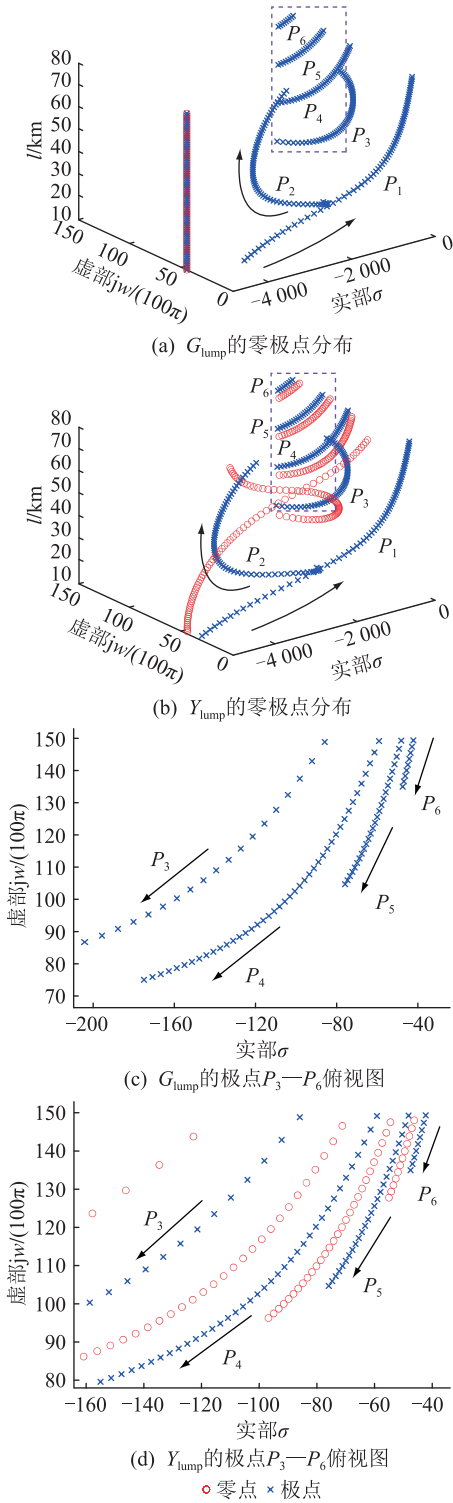 P₆
P₅
P₄
P₃
P₂
P₁
80
70
60
50
40
30
20
10
l/km
150
100
50
0
虚部jw/(100π)
−4 000
−2 000
0
实部σ
(a) G_lump的零极点分布
P₆
P₅
P₄
P₃
P₂
P₁
80
70
60
50
40
30
20
10
l/km
150
100
50
0
虚部jw/(100π)
−4 000
−2 000
0
实部σ
(b) Y_lump的零极点分布
150
140
130
120
110
100
90
80
70
虚部jw/(100π)
P₃
P₄
P₅
P₆
−200 −160 −120 −80 −40
实部σ
(c) G_lump的极点P₃—P₆俯视图
150
140
130
120
110
100
90
80
虚部jw/(100π)
P₃
P₄
P₅
P₆
−160 −140 −120 −100 −80 −60 −40
实部σ
(d) Y_lump的极点P₃—P₆俯视图
零点 极点